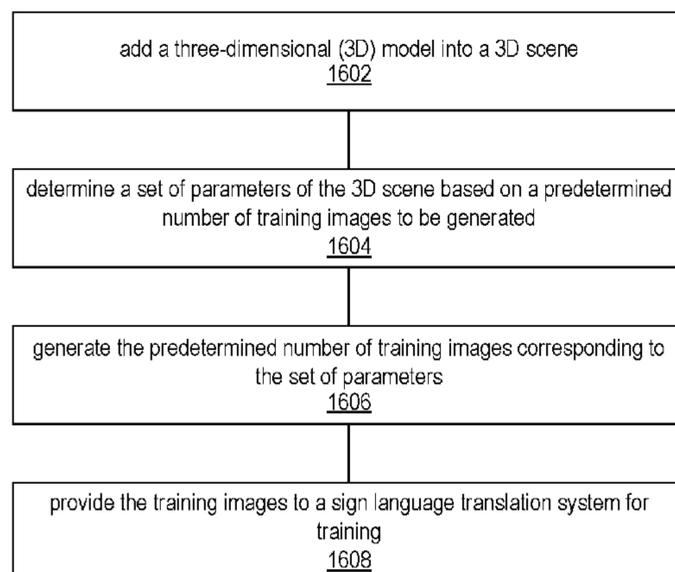 add a three-dimensional (3D) model into a 3D scene
1602
determine a set of parameters of the 3D scene based on a predetermined
number of training images to be generated
1604
generate the predetermined number of training images corresponding to
the set of parameters
1606
provide the training images to a sign language translation system for
training
1608